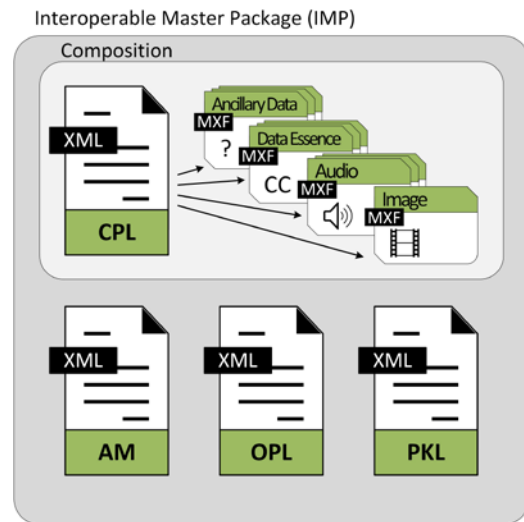 Interoperable Master Package (IMP)
Composition
XML
CPL
Ancillary Data
MXF
?
Data Essence
MXF
CC
Audio
MXF
Image
MXF
XML
AM
XML
OPL
XML
PKL